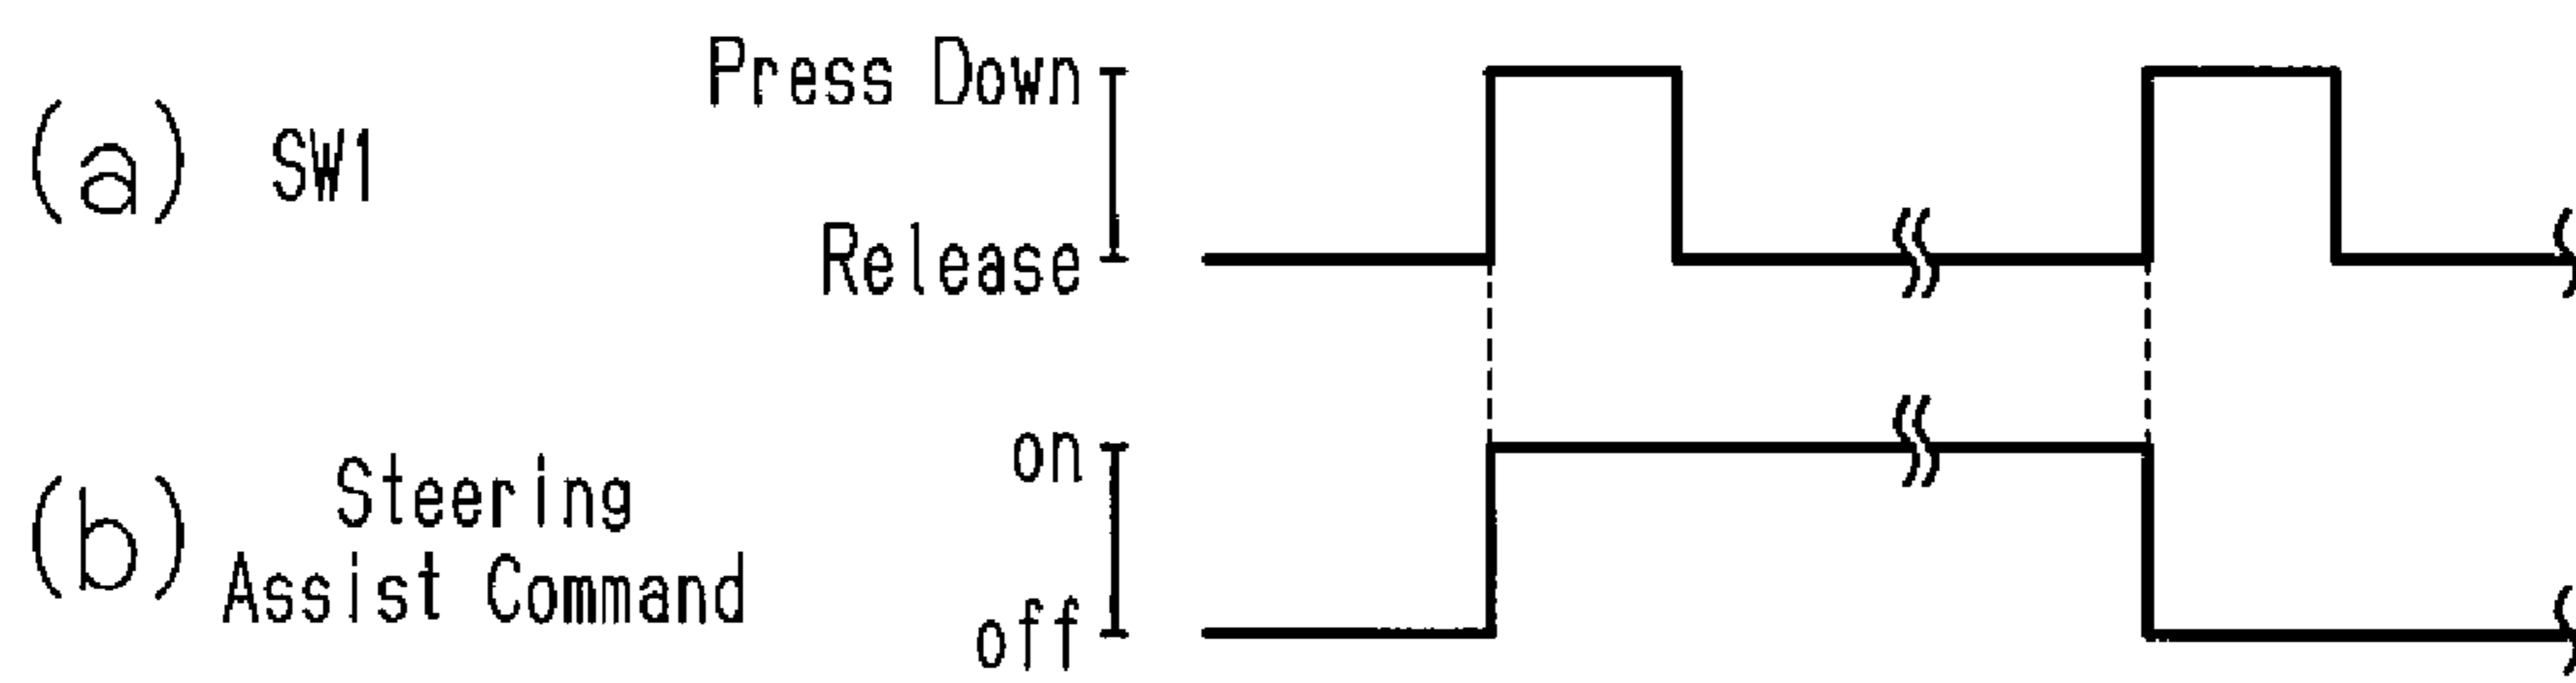 (a) SW1
Press Down
Release
(b) Steering
Assist Command
on
off